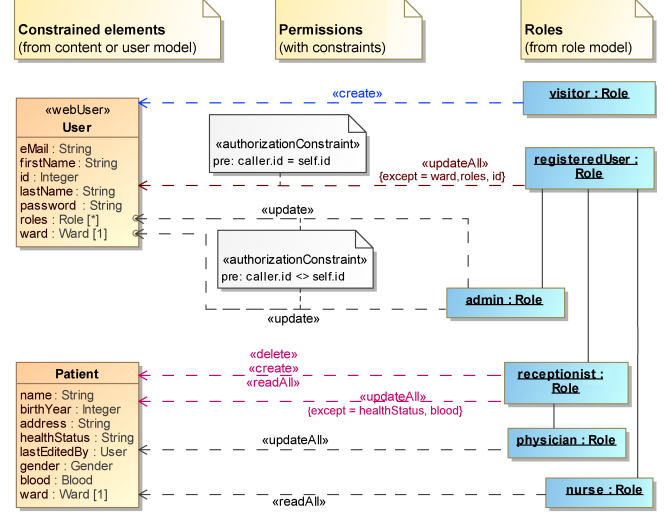 Constrained elements
(from content or user model)
Permissions
(with constraints)
Roles
(from role model)
«create»
visitor : Role
«webUser»
User
eMail : String
firstName : String
id : Integer
lastName : String
password : String
roles : Role [*]
ward : Ward [1]
«authorizationConstraint»
pre: caller.id = self.id
«updateAll»
{except = ward,roles, id}
registeredUser :
Role
«update»
«authorizationConstraint»
pre: caller.id <> self.id
«update»
admin : Role
Patient
name : String
birthYear : Integer
address : String
healthStatus : String
lastEditedBy : User
gender : Gender
blood : Blood
ward : Ward [1]
«delete»
«create»
«readAll»
«updateAll»
{except = healthStatus, blood}
receptionist :
Role
«updateAll»
physician : Role
«readAll»
nurse : Role